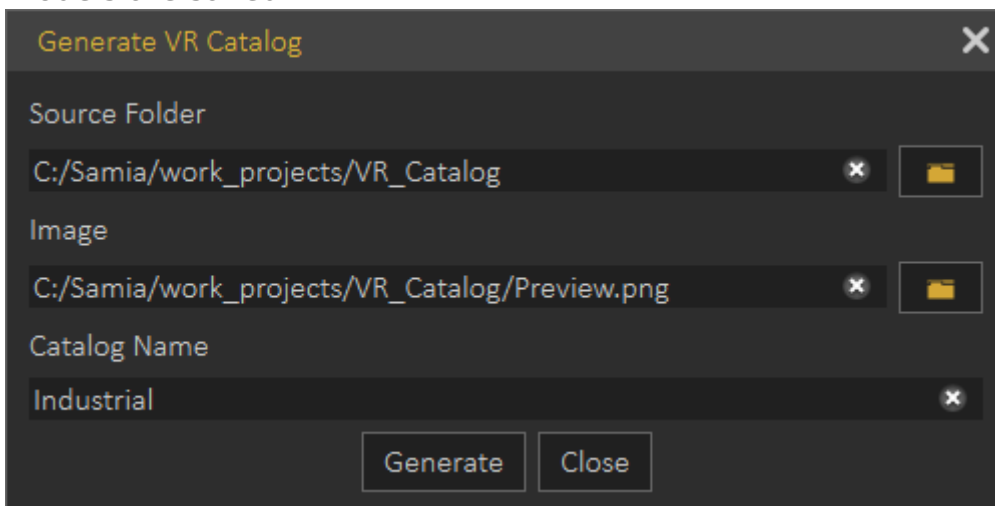 Generate VR Catalog
Source Folder
C:/Samia/work_projects/VR_Catalog
Image
C:/Samia/work_projects/VR_Catalog/Preview.png
Catalog Name
Industrial
Generate Close